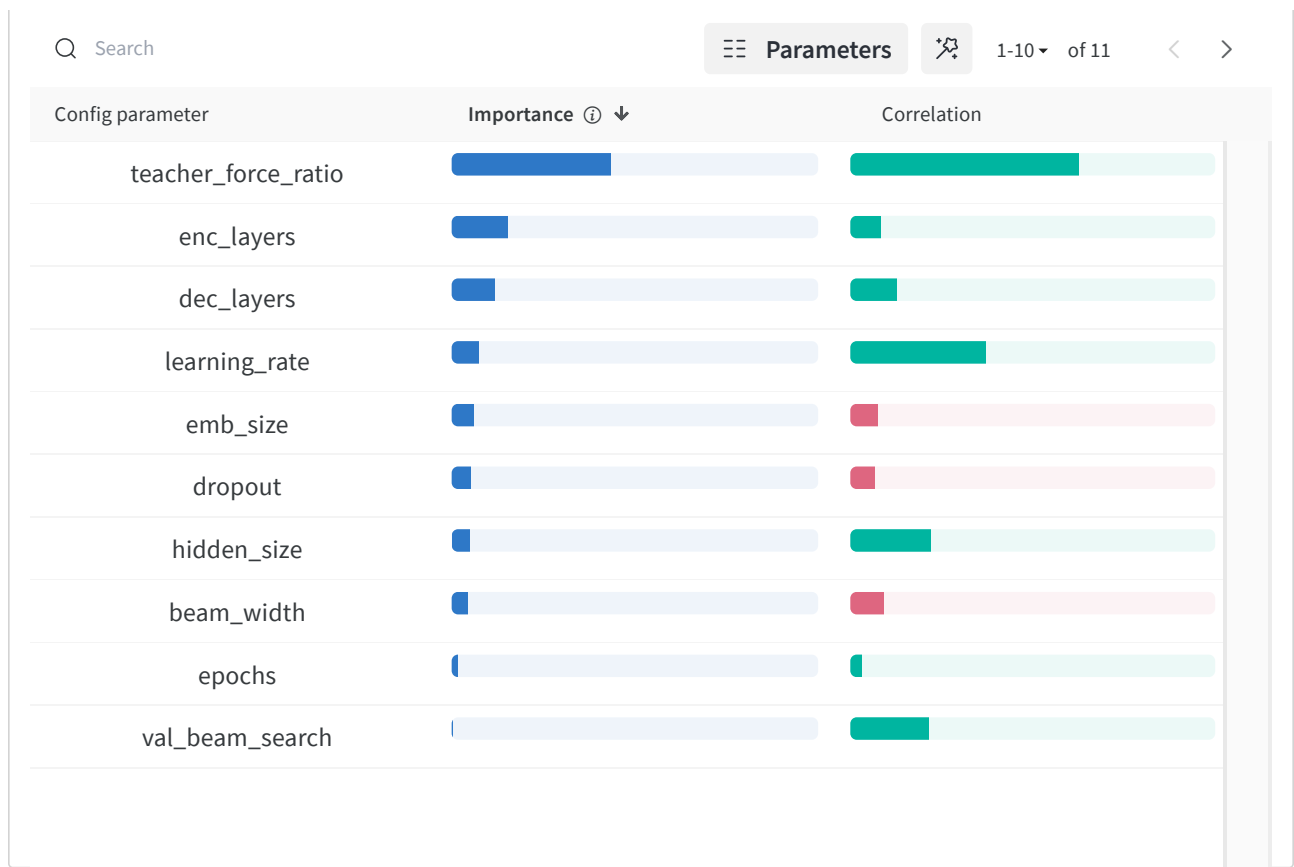 Search Parameters 1-10 of 11
Config parameter Importance Correlation
teacher_force_ratio
enc_layers
dec_layers
learning_rate
emb_size
dropout
hidden_size
beam_width
epochs
val_beam_search